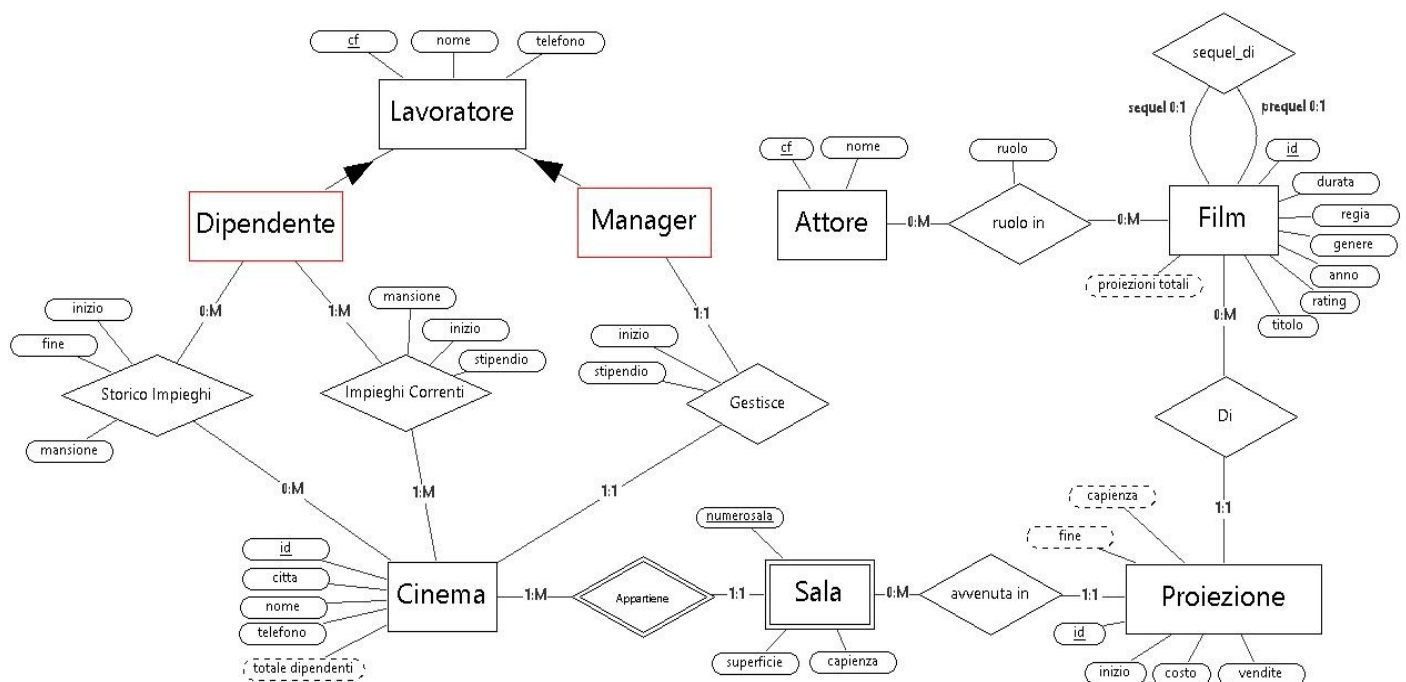 cf
nome
telefono
Lavoratore
Dipendente
Manager
sequel_di
sequel 0:1
prequel 0:1
cf
nome
ruolo
Attore
0:M
ruolo in
0:M
Film
id
durata
regia
genere
anno
rating
titolo
proiezioni totali
0:M
inizio
fine
Storico Impieghi
mansione
0:M
1:M
mansione
inizio
stipendio
Impieghi Correnti
1:1
inizio
stipendio
Gestisce
Di
0:M
1:M
1:1
1:1
id
citta
nome
telefono
totale dipendenti
Cinema
1:M
Appartiene
1:1
numerosala
Sala
superficie
capienza
0:M
avvenuta in
1:1
capienza
fine
Proiezione
id
inizio
costo
vendite